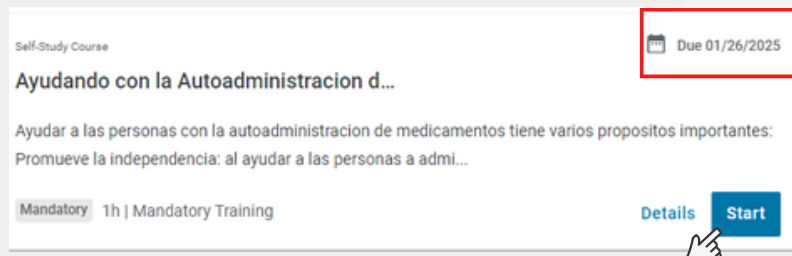 Self-Study Course
Due 01/26/2025
Ayudando con la Autoadministracion d...
Ayudar a las personas con la autoadministracion de medicamentos tiene varios propositos importantes:
Promueve la independencia: al ayudar a las personas a admi...
Mandatory 1h | Mandatory Training
Details Start